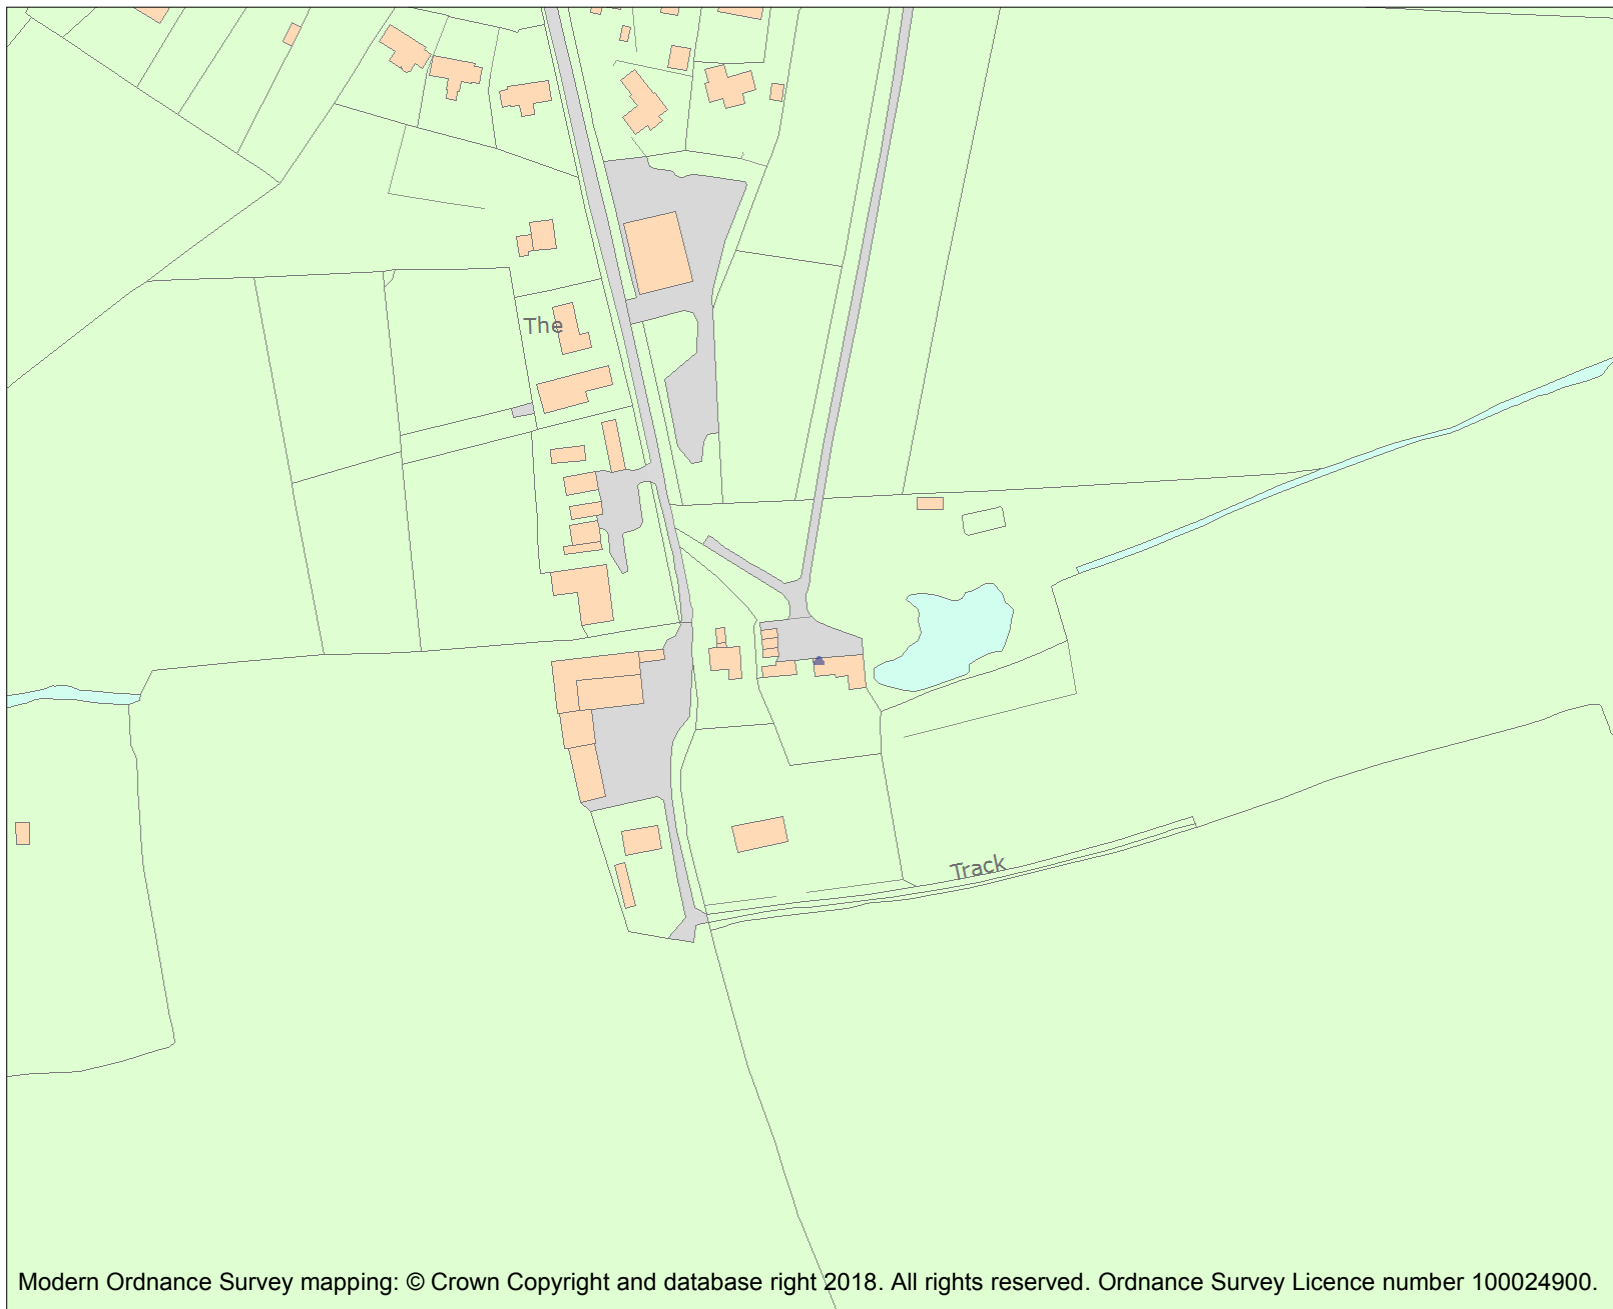 The
Track
Modern Ordnance Survey mapping: © Crown Copyright and database right 2018. All rights reserved. Ordnance Survey Licence number 100024900.